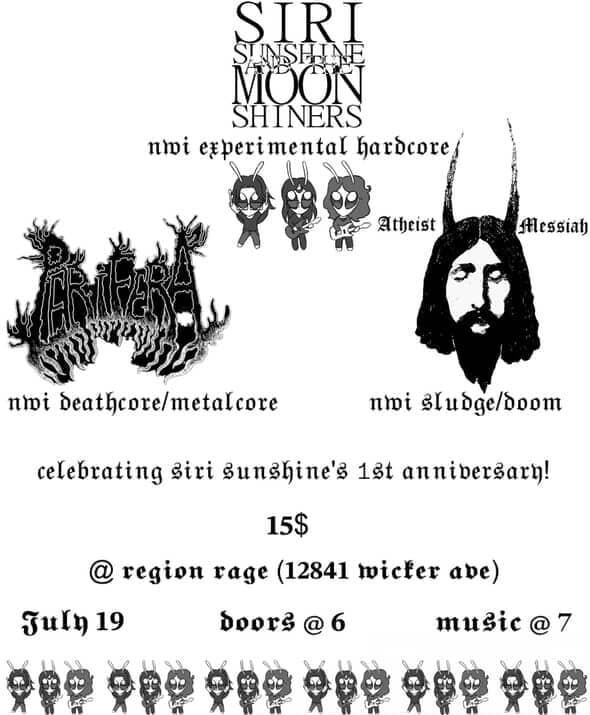 SIRI
SUNSHINE
AND THE
MOON
SHINERS
nwi experimental hardcore
Atheist Messiah
nwi deathcore/metalcore
nwi sludge/doom
celebrating siri sunshine's 1st anniversary!
15$
@ region rage (12841 wicker ave)
July 19 doors @ 6 music @ 7